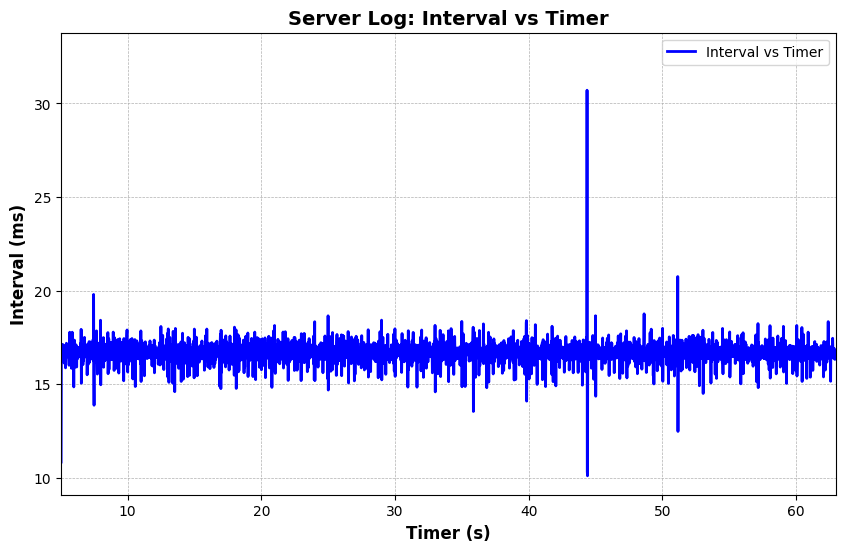 Server Log: Interval vs Timer
Interval vs Timer
30
25
20
15
10
Interval (ms)
10 20 30 40 50 60
Timer (s)